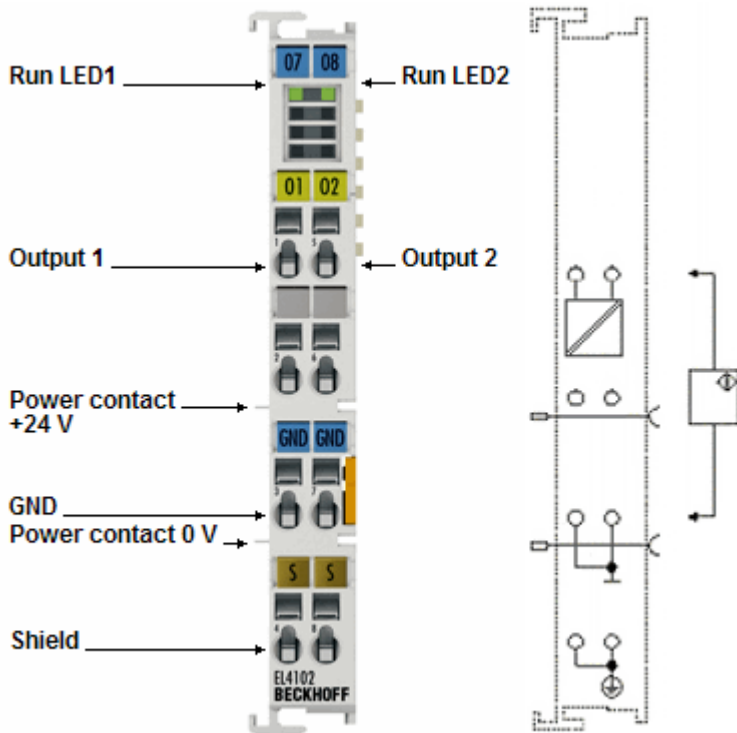 07 08
Run LED1
Run LED2
01 02
1 5
Output 1
Output 2
2 6
Power contact
+24 V
GND GND
3 7
GND
Power contact 0 V
S S
4 8
Shield
EL4102
BECKHOFF